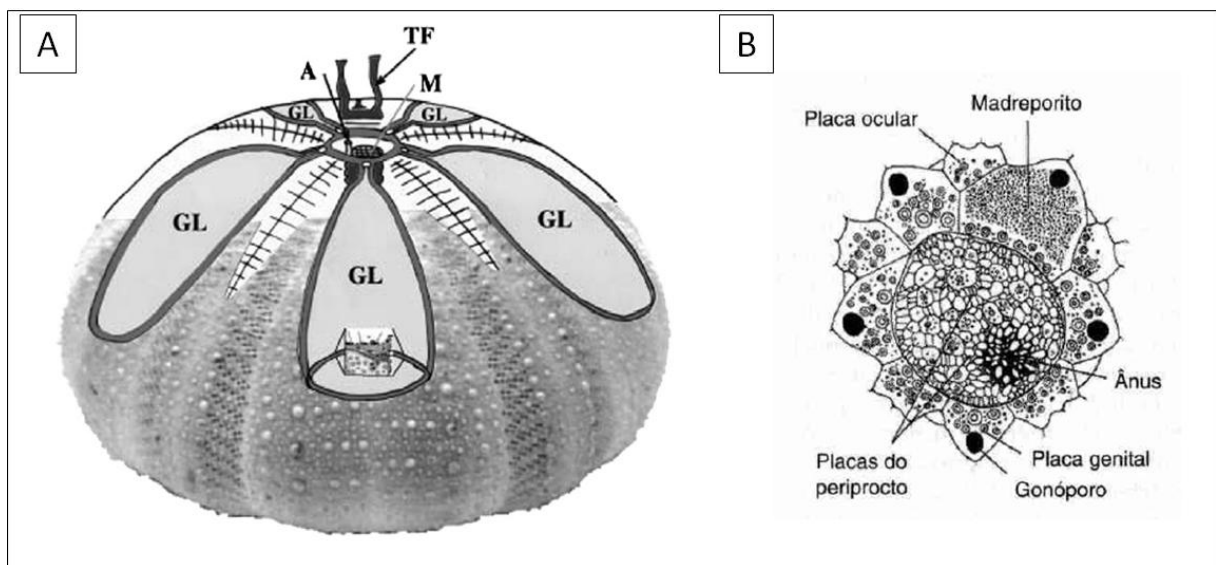 A
TF
A
M
GL
GL
GL
GL
GL
B
Madreporito
Placa ocular
Ânus
Placas do
periprocto
Placa genital
Gonóporo